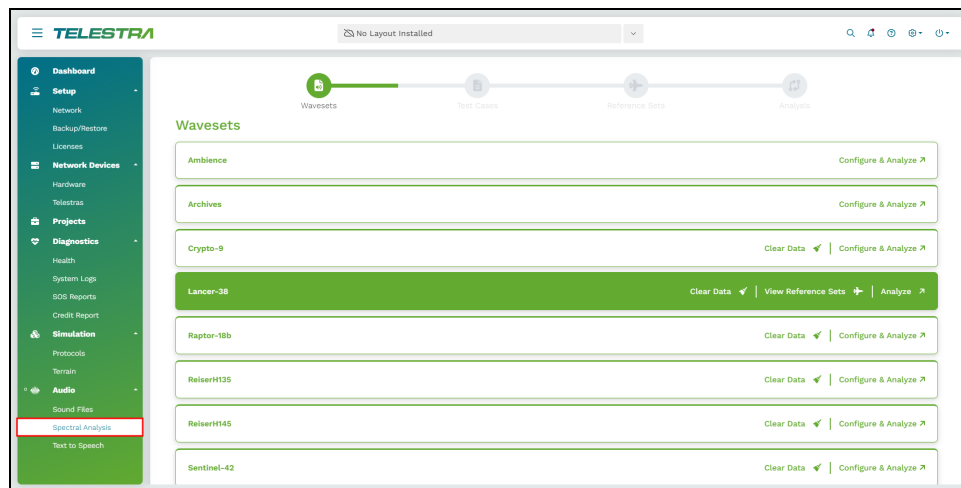 TELESTRA
No Layout Installed
Dashboard
Setup
Network
Backup/Restore
Licenses
Network Devices
Hardware
Telestras
Projects
Diagnostics
Health
System Logs
SOS Reports
Credit Report
Simulation
Protocols
Terrain
Audio
Sound Files
Spectral Analysis
Text to Speech
Wavesets Test Cases Reference Sets Analysis
Wavesets
Ambience Configure & Analyze
Archives Configure & Analyze
Crypto-9 Clear Data Configure & Analyze
Lancer-38 Clear Data View Reference Sets Analyze
Raptor-18b Clear Data Configure & Analyze
ReiserH135 Clear Data Configure & Analyze
ReiserH145 Clear Data Configure & Analyze
Sentinel-42 Clear Data Configure & Analyze